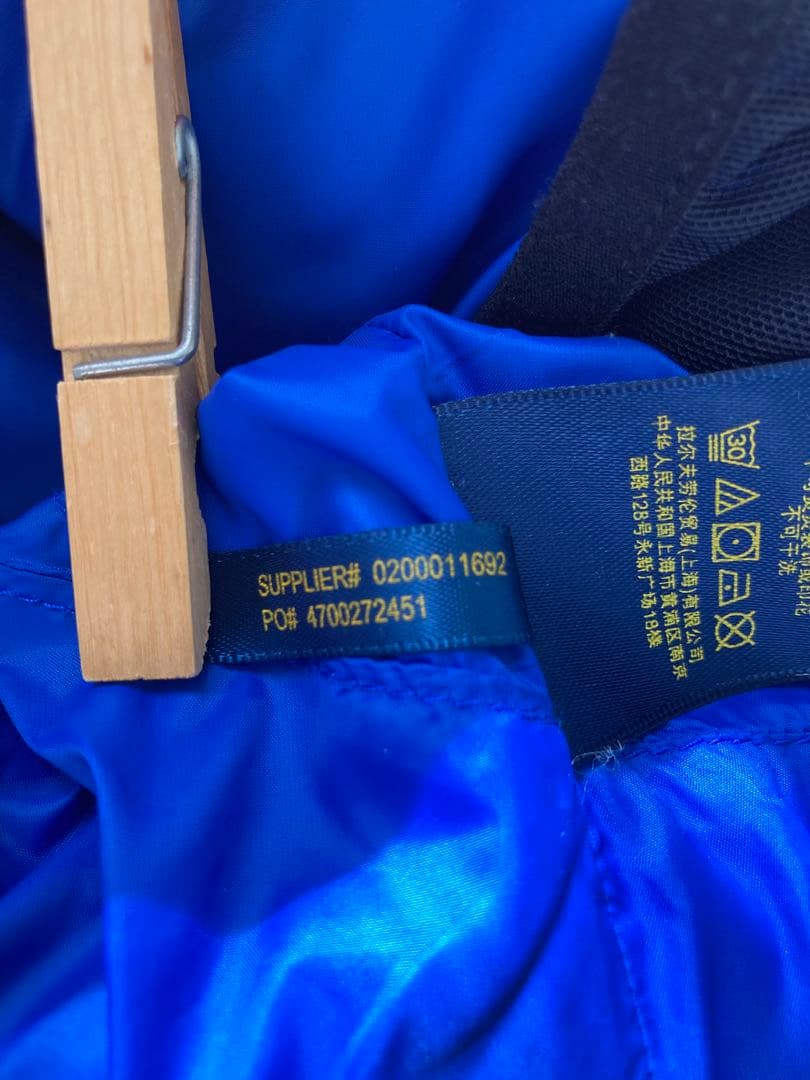 SUPPLIER# 0200011692
PO# 4700272451
30
不可干洗
拉尔夫劳伦贸易(上海)有限公司
中华人民共和国上海市黄浦区南京
西路128号永新广场18楼